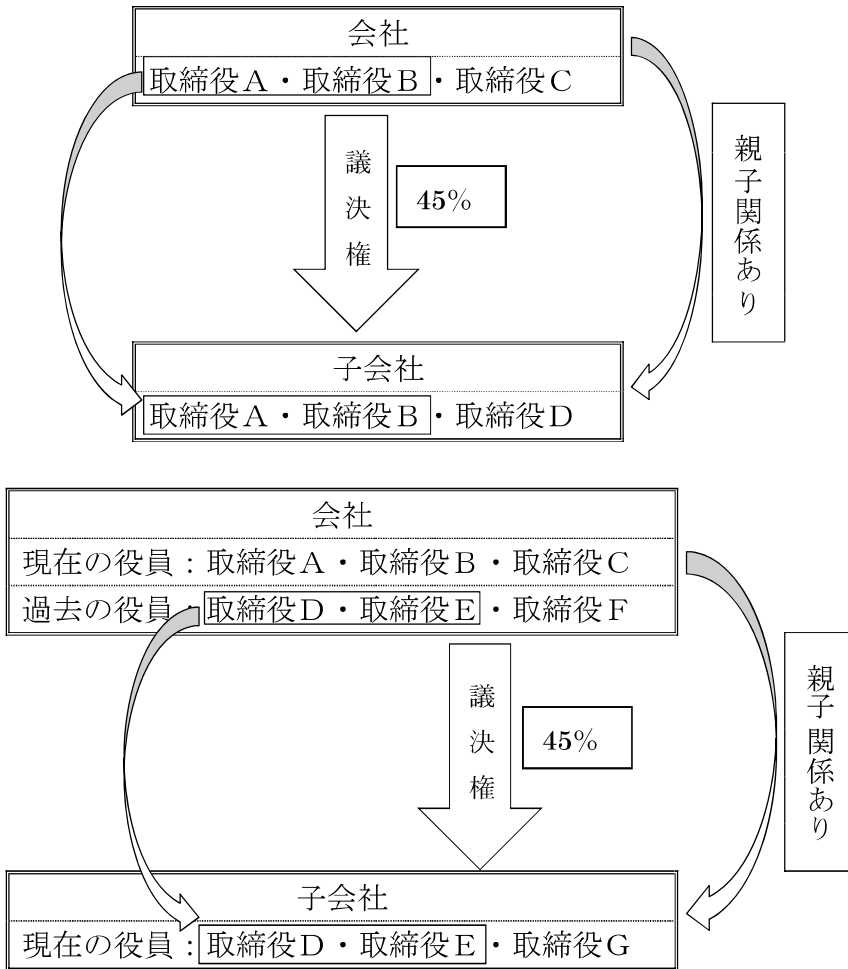 会社
取締役A・取締役B・取締役C
議決権
45%
親子関係あり
子会社
取締役A・取締役B・取締役D
会社
現在の役員：取締役A・取締役B・取締役C
過去の役員：取締役D・取締役E・取締役F
議決権
45%
親子関係あり
子会社
現在の役員：取締役D・取締役E・取締役G